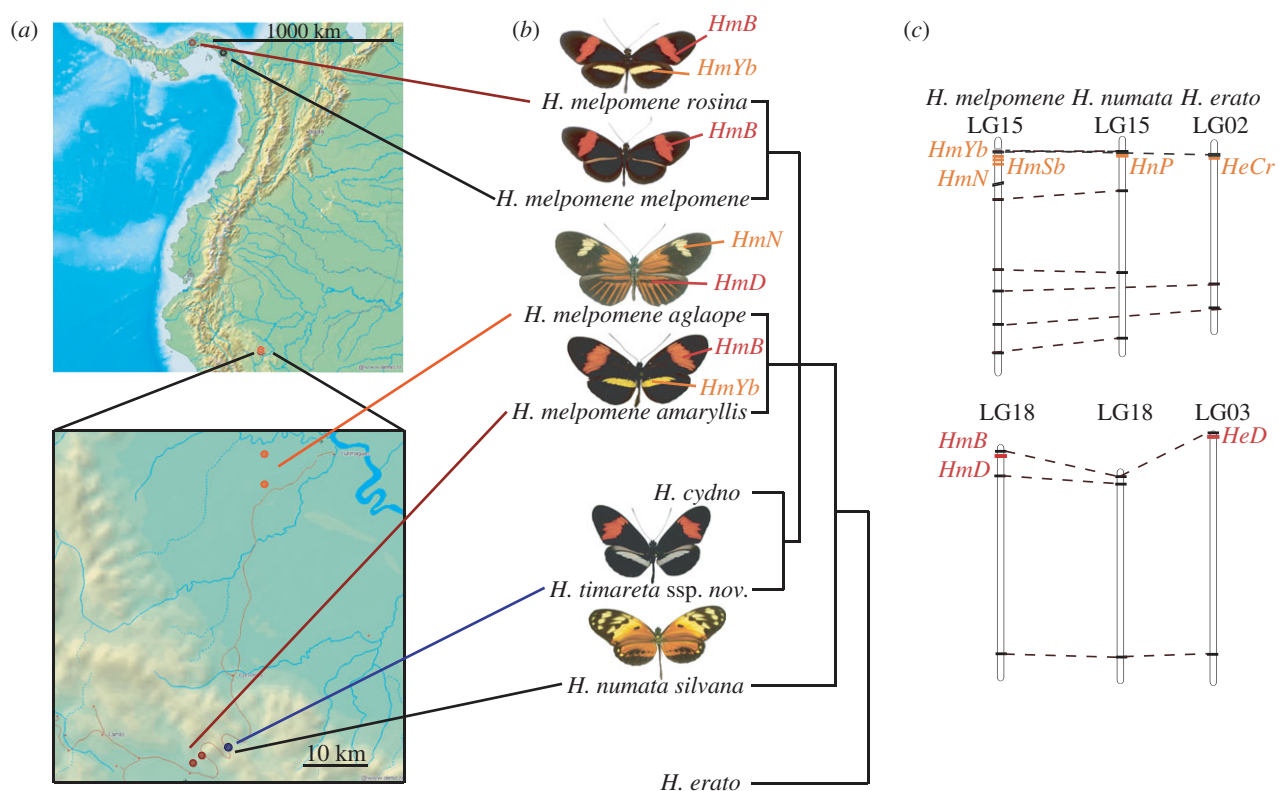 (a)
1000 km
10 km
(b)
HmB
HmYb
H. melpomene rosina
HmB
H. melpomene melpomene
HmN
HmD
H. melpomene aglaope
HmB
HmYb
H. melpomene amaryllis
H. cydno
H. timareta ssp. nov.
H. numata silvana
H. erato
(c)
H. melpomene H. numata H. erato
LG15 LG15 LG02
HmYb
HmSb HnP HeCr
HmN
LG18 LG18 LG03
HmB HeD
HmD